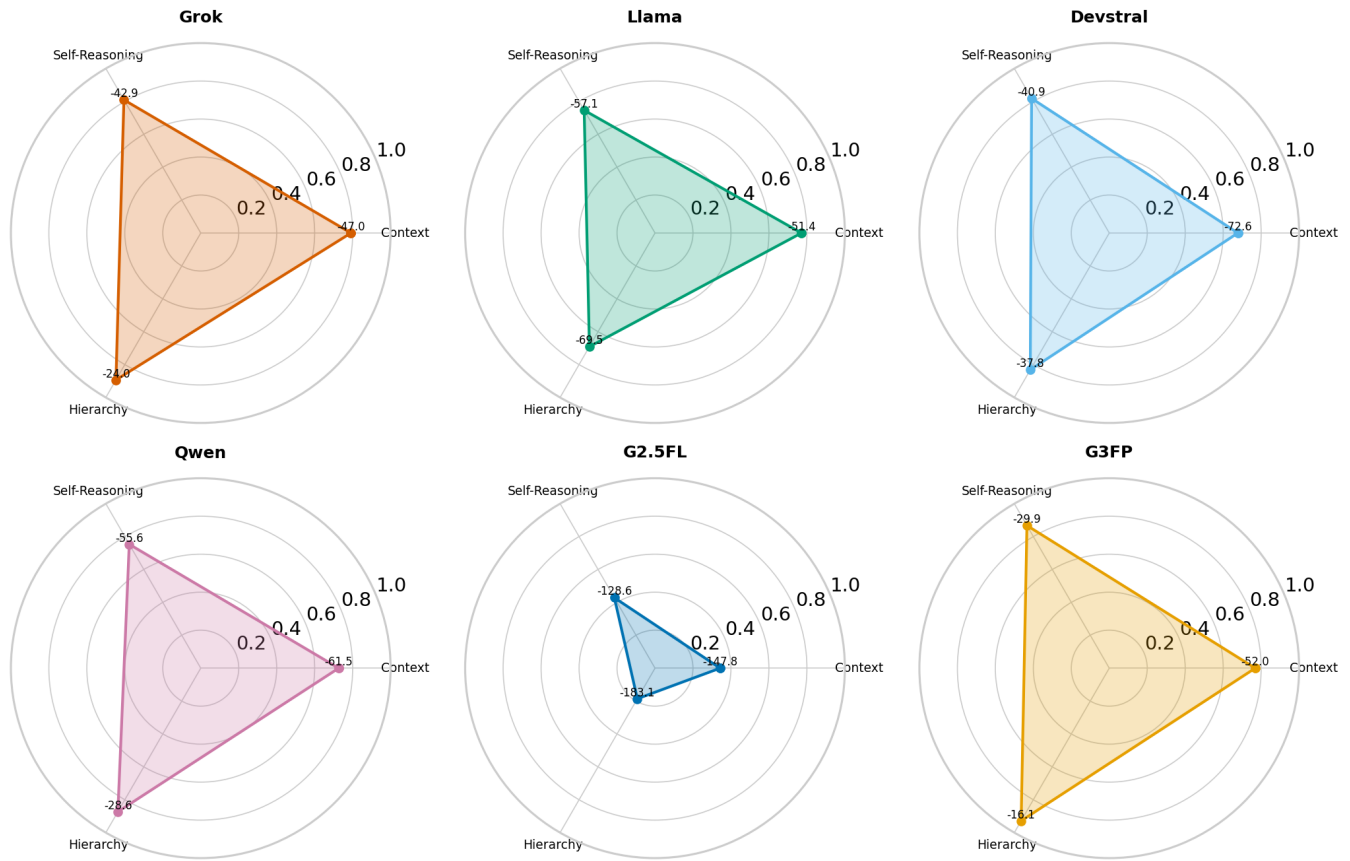 Grok
Self-Reasoning
-42.9
1.0
0.8
0.6
0.4
0.2
-47.0
Context
-24.0
Hierarchy
Llama
Self-Reasoning
-57.1
1.0
0.8
0.6
0.4
0.2
-51.4
Context
-69.5
Hierarchy
Devstral
Self-Reasoning
-40.9
1.0
0.8
0.6
0.4
0.2
-72.6
Context
-37.8
Hierarchy
Qwen
Self-Reasoning
-55.6
1.0
0.8
0.6
0.4
0.2
-61.5
Context
-28.6
Hierarchy
G2.5FL
Self-Reasoning
-128.6
1.0
0.8
0.6
0.4
0.2
-147.8
Context
-183.1
Hierarchy
G3FP
Self-Reasoning
-29.9
1.0
0.8
0.6
0.4
0.2
-52.0
Context
-16.1
Hierarchy